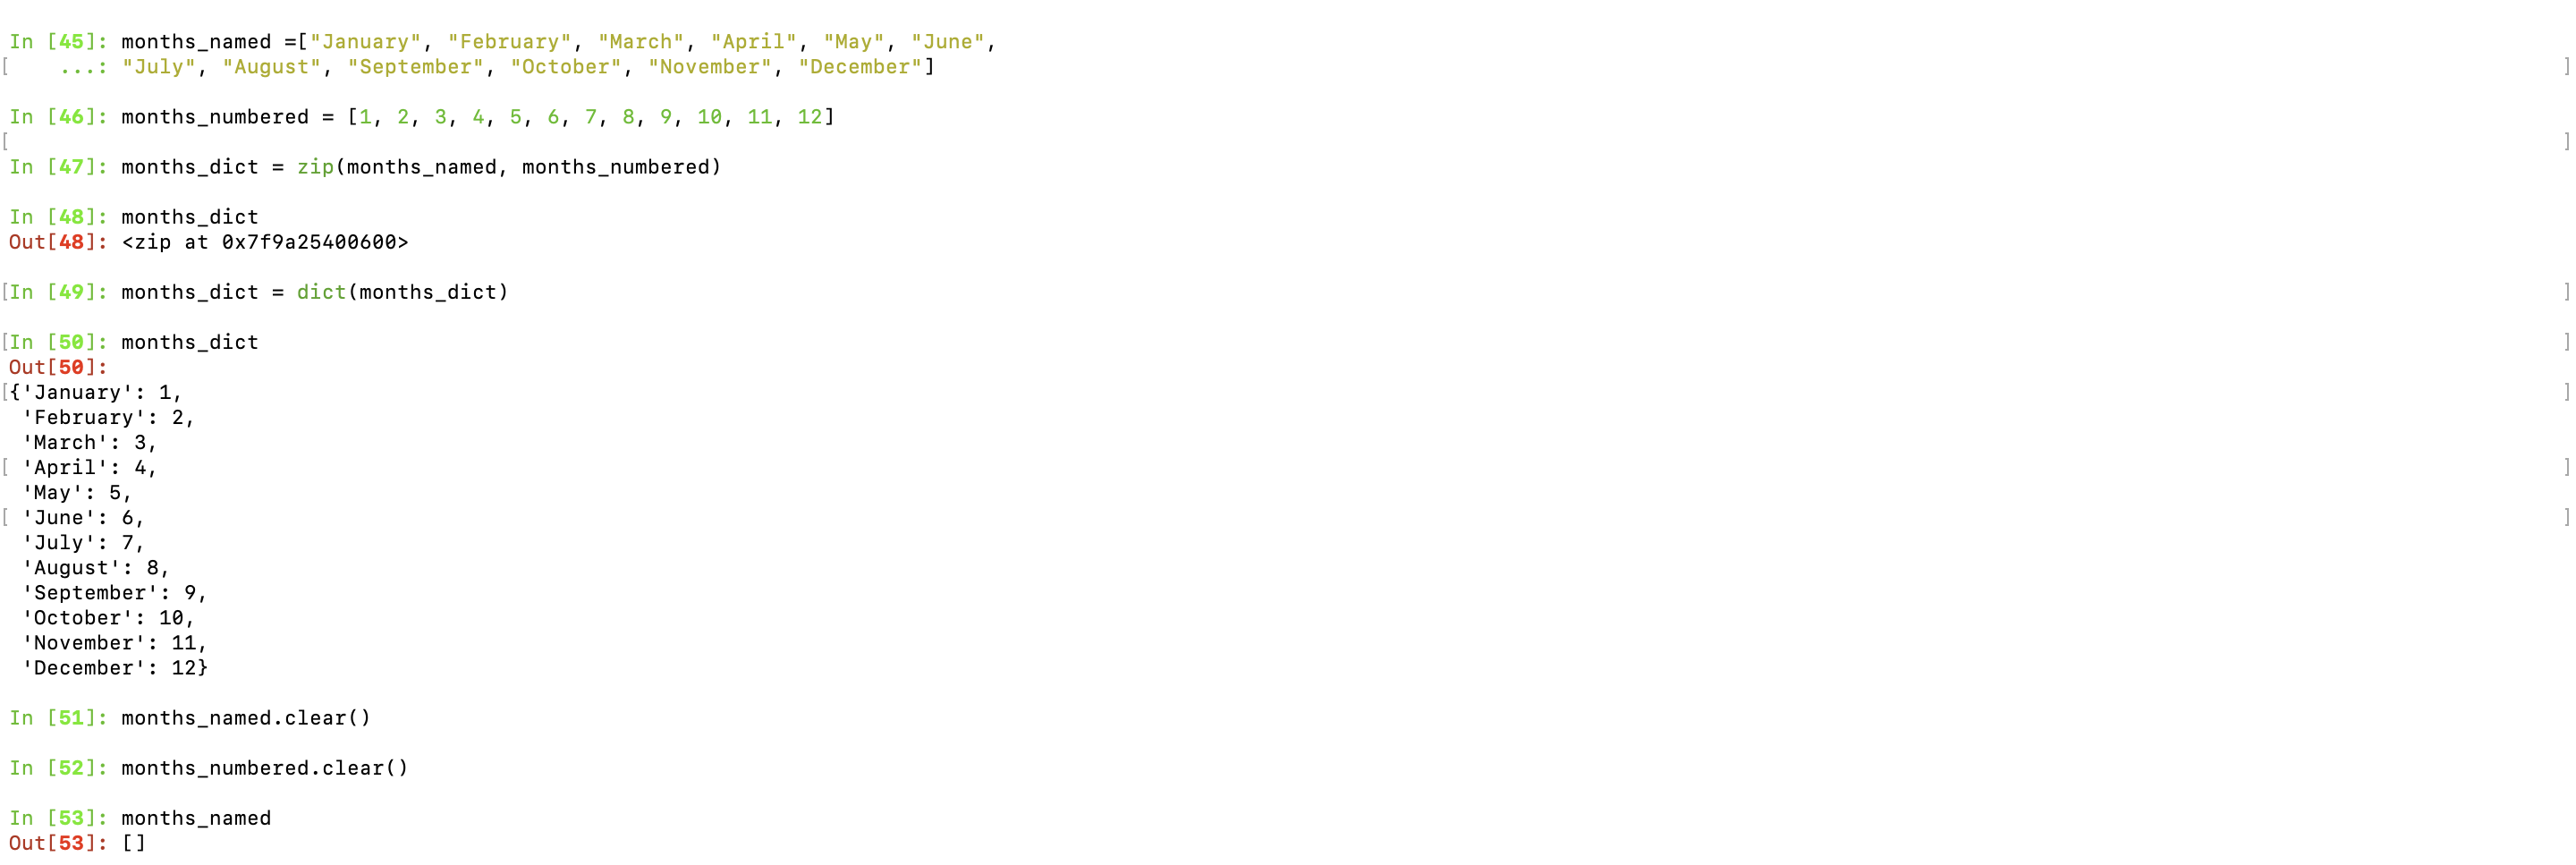 In [45]: months_named =["January", "February", "March", "April", "May", "June",
[    ...: "July", "August", "September", "October", "November", "December"] ]
In [46]: months_numbered = [1, 2, 3, 4, 5, 6, 7, 8, 9, 10, 11, 12]
[ ]
In [47]: months_dict = zip(months_named, months_numbered)
In [48]: months_dict
Out[48]: <zip at 0x7f9a25400600>
[In [49]: months_dict = dict(months_dict) ]
[In [50]: months_dict ]
Out[50]:
[{'January': 1, ]
 'February': 2,
 'March': 3,
[ 'April': 4, ]
 'May': 5,
[ 'June': 6, ]
 'July': 7,
 'August': 8,
 'September': 9,
 'October': 10,
 'November': 11,
 'December': 12}
In [51]: months_named.clear()
In [52]: months_numbered.clear()
In [53]: months_named
Out[53]: []